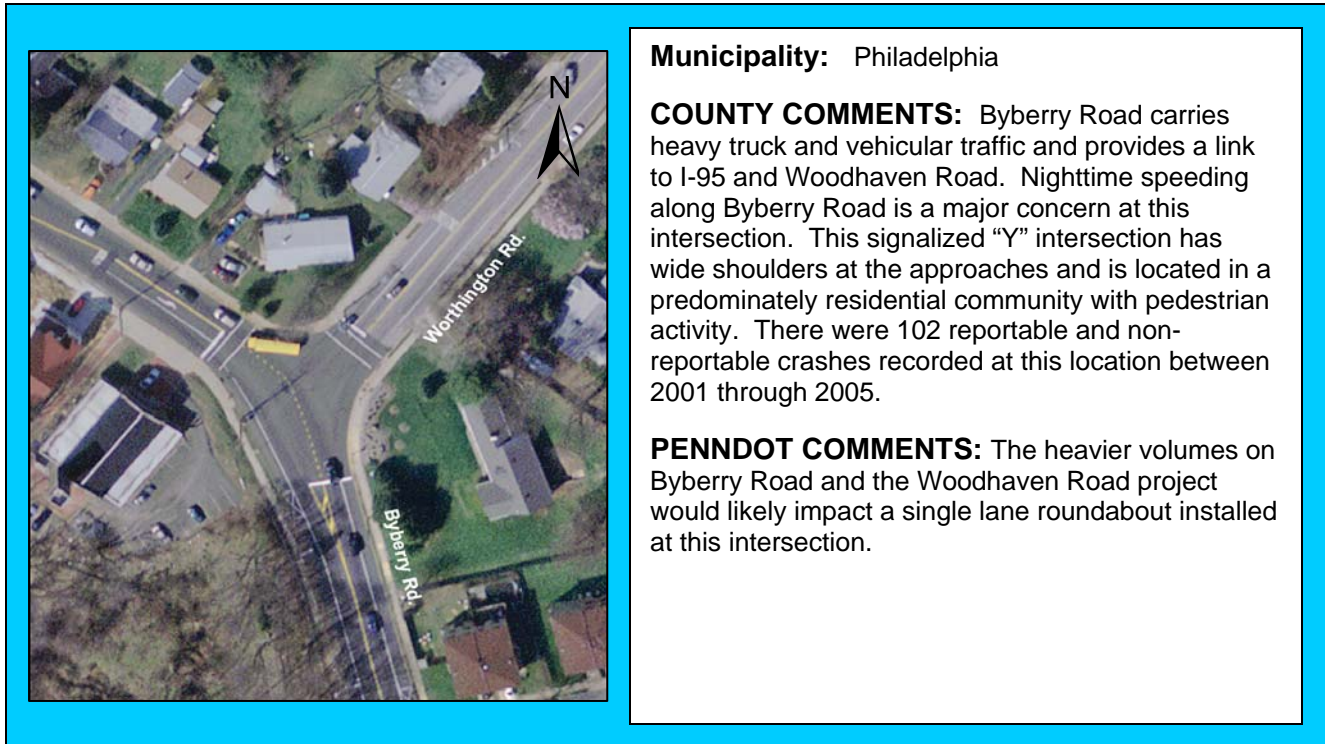 N
Worthington Rd.
Byberry Rd.
Municipality: Philadelphia
COUNTY COMMENTS: Byberry Road carries
heavy truck and vehicular traffic and provides a link
to I-95 and Woodhaven Road. Nighttime speeding
along Byberry Road is a major concern at this
intersection. This signalized “Y” intersection has
wide shoulders at the approaches and is located in a
predominately residential community with pedestrian
activity. There were 102 reportable and non-
reportable crashes recorded at this location between
2001 through 2005.
PENNDOT COMMENTS: The heavier volumes on
Byberry Road and the Woodhaven Road project
would likely impact a single lane roundabout installed
at this intersection.